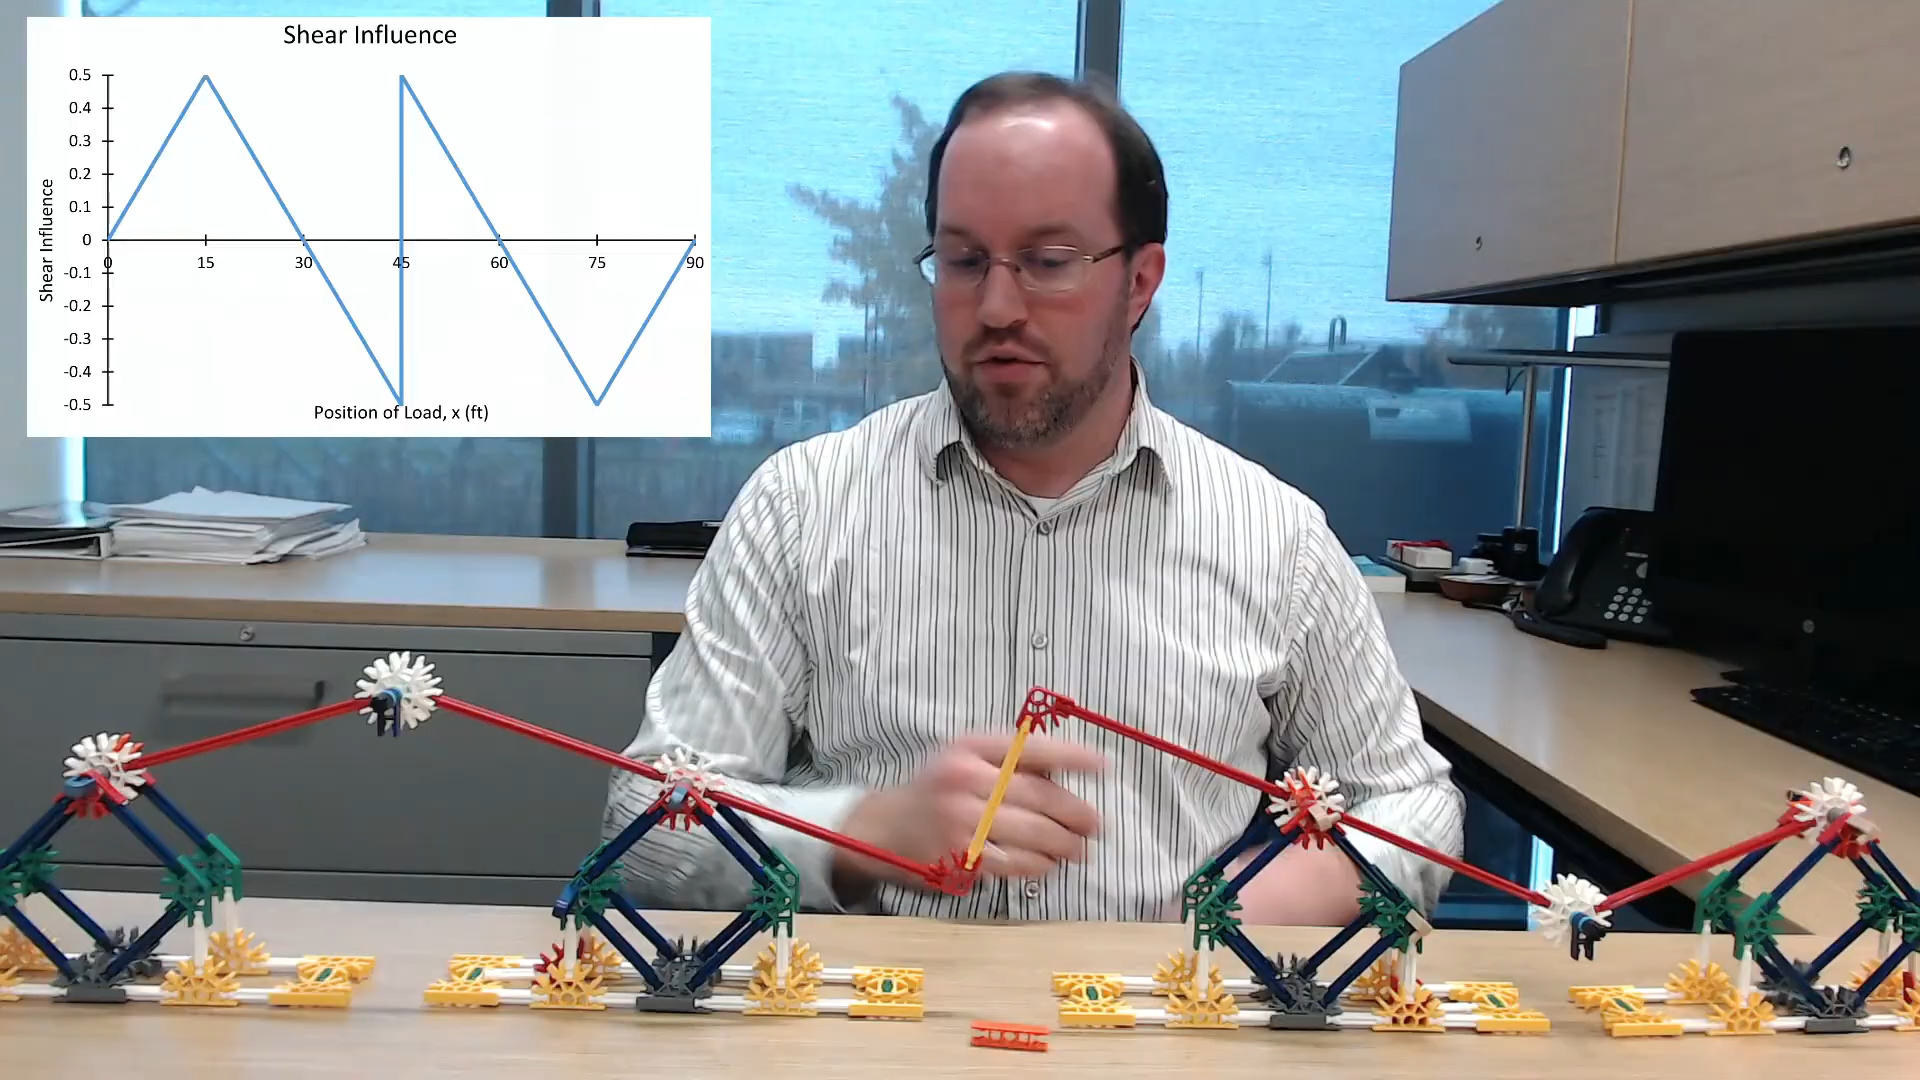 Shear Influence
0.5
0.4
0.3
0.2
0.1
0
-0.1
-0.2
-0.3
-0.4
-0.5
Shear Influence
0 15 30 45 60 75 90
Position of Load, x (ft)